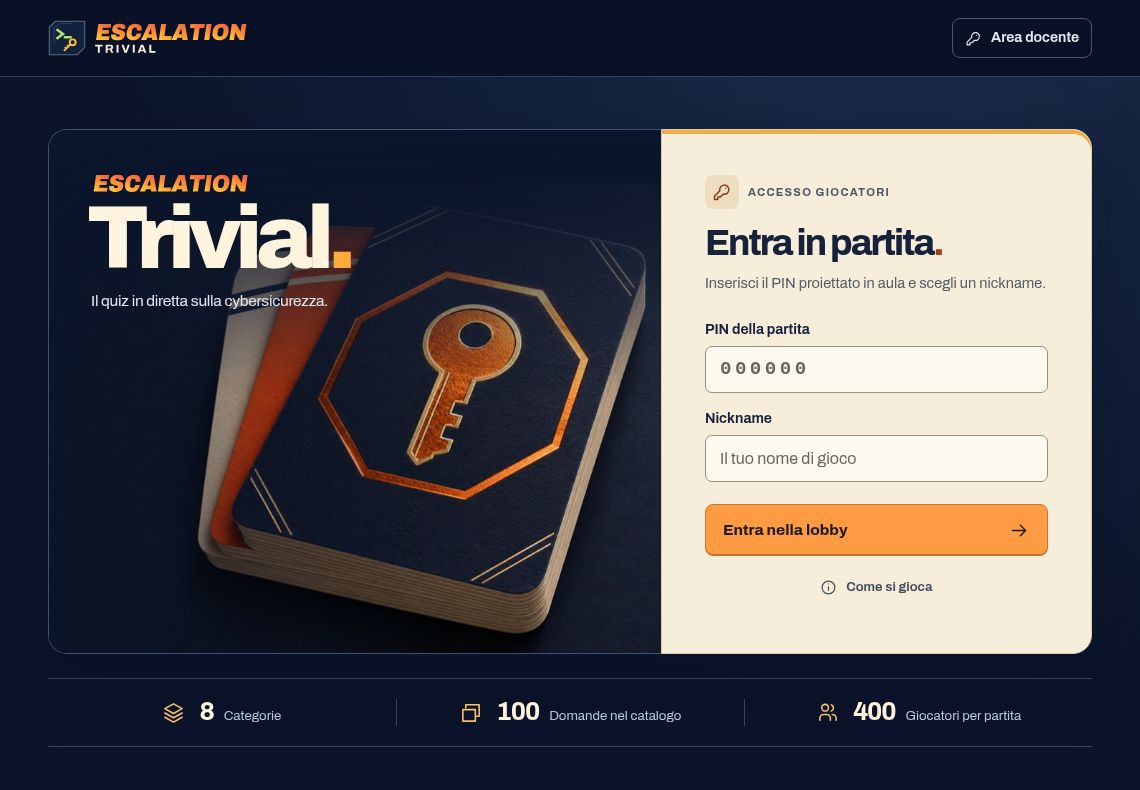 ESCALATION
TRIVIAL
Area docente
ESCALATION
Trivial.
Il quiz in diretta sulla cybersicurezza.
ACCESSO GIOCATORI
Entra in partita.
Inserisci il PIN proiettato in aula e scegli un nickname.
PIN della partita
000000
Nickname
Il tuo nome di gioco
Entra nella lobby
Come si gioca
8 Categorie
100 Domande nel catalogo
400 Giocatori per partita